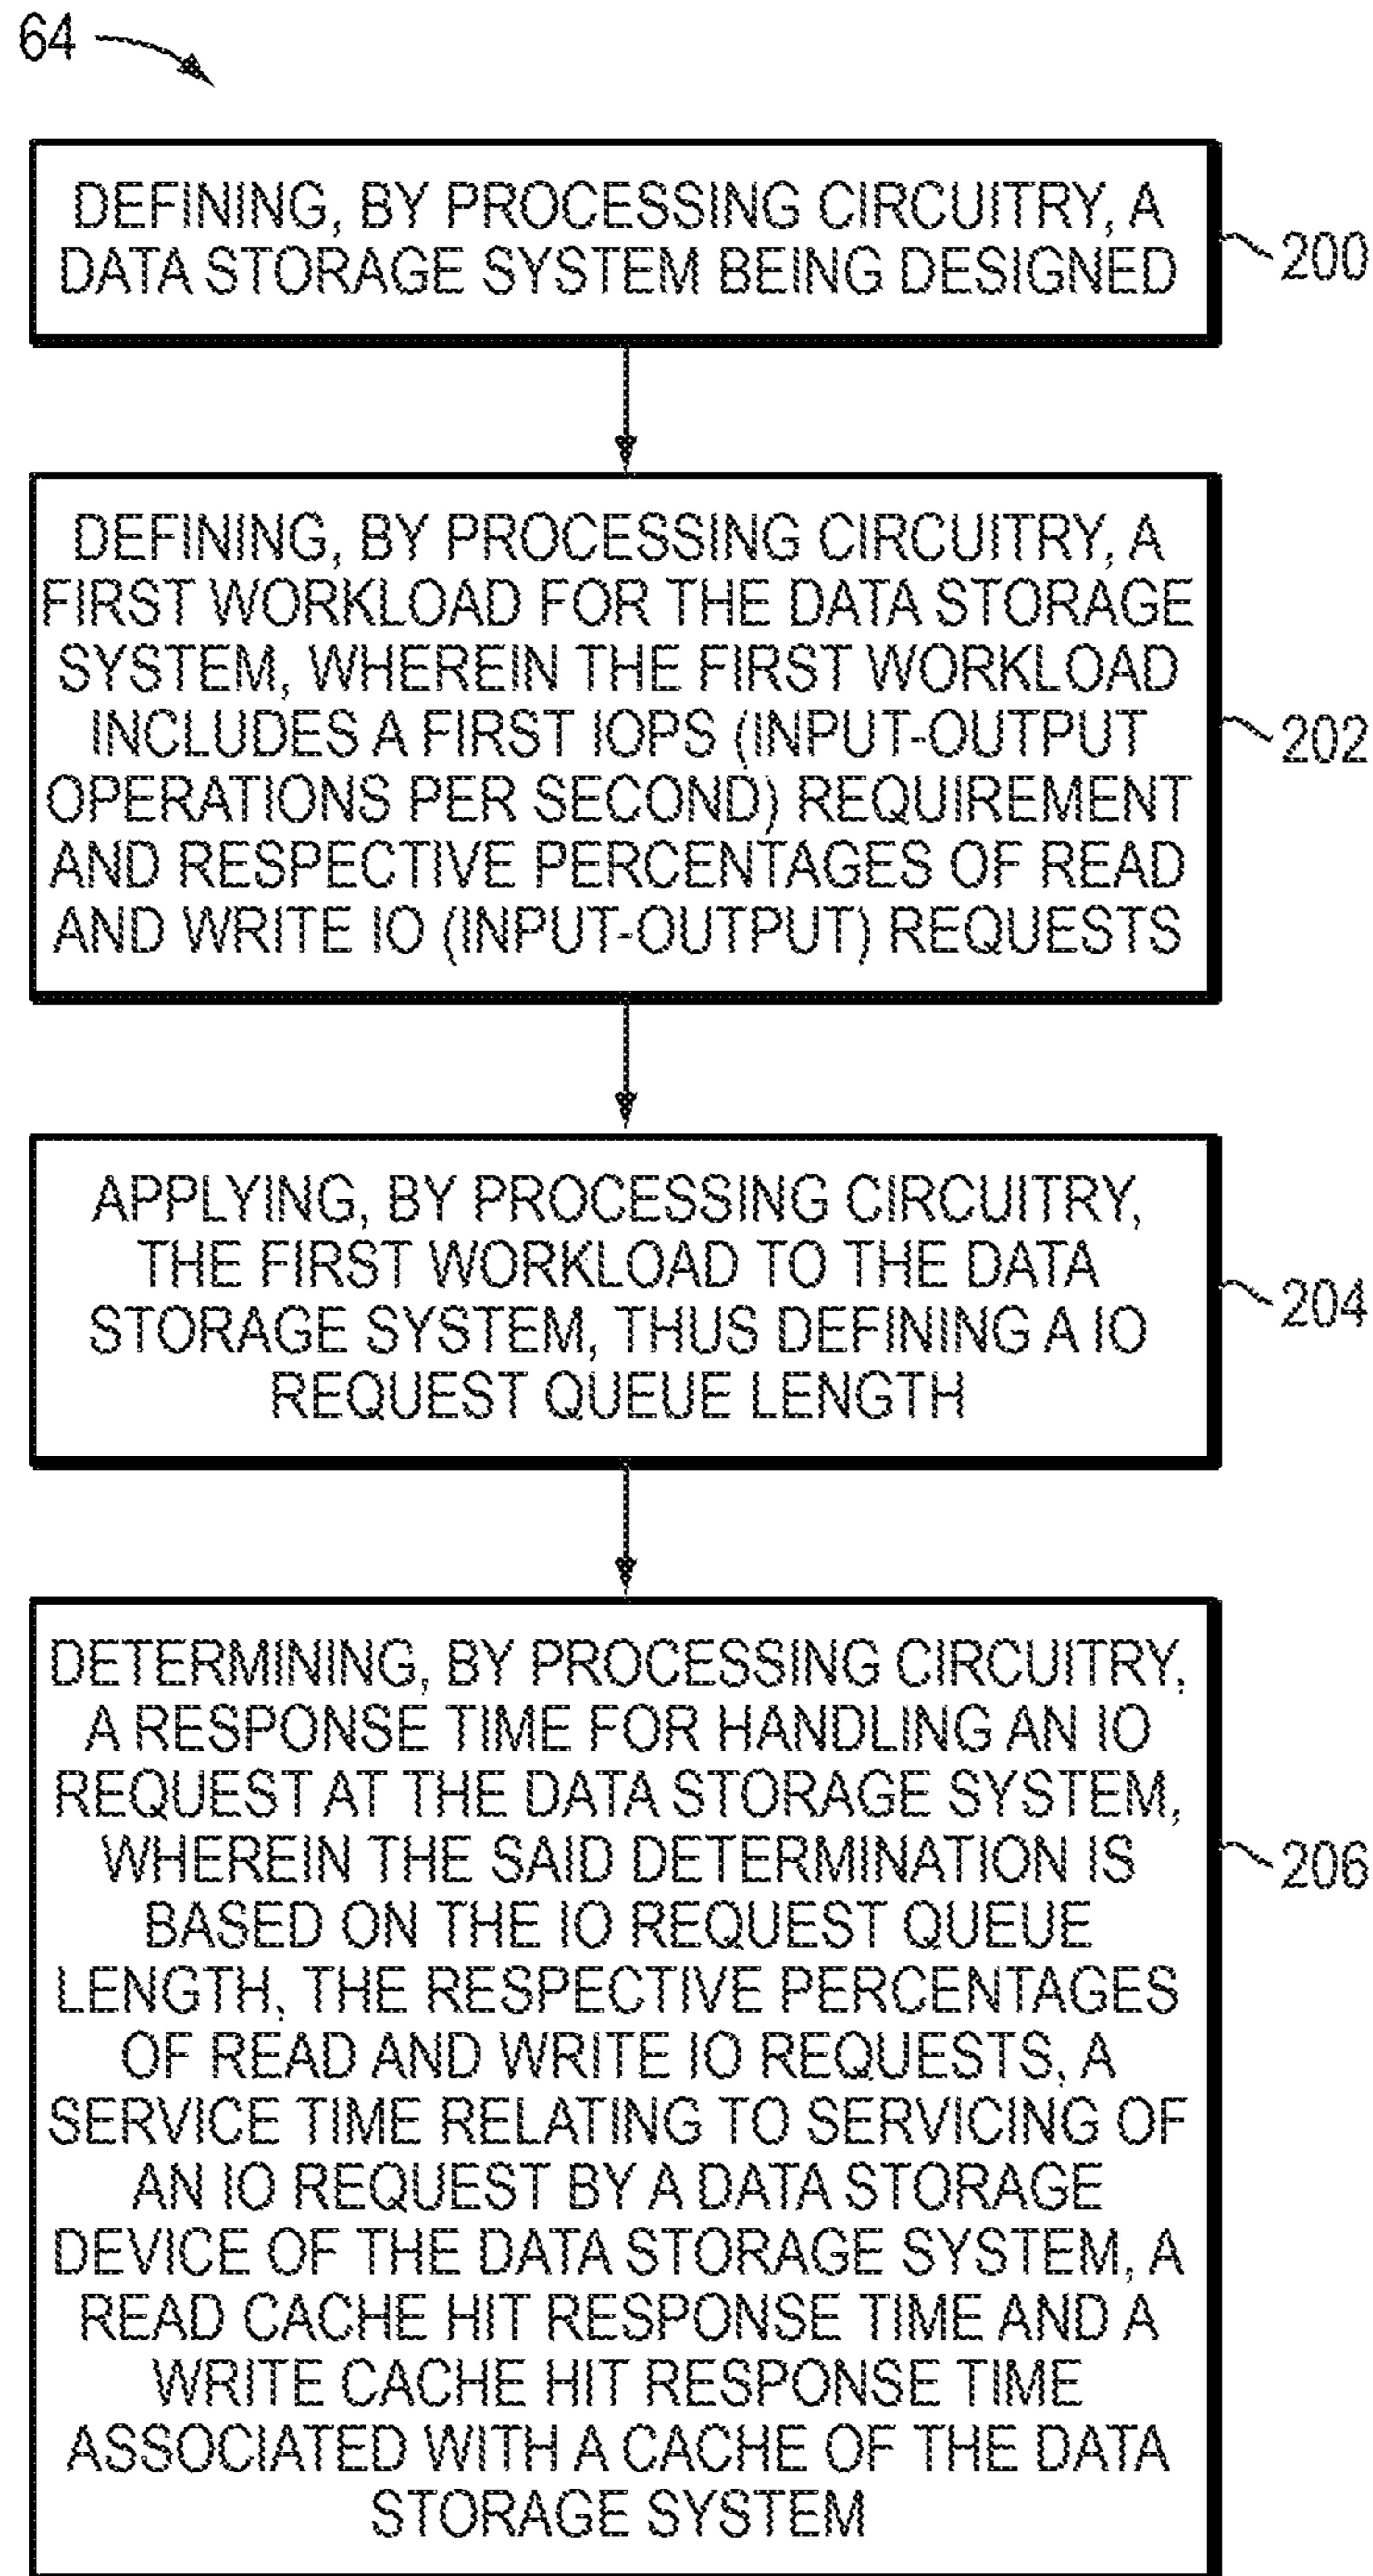 64
DEFINING, BY PROCESSING CIRCUITRY, A
DATA STORAGE SYSTEM BEING DESIGNED
200
DEFINING, BY PROCESSING CIRCUITRY, A
FIRST WORKLOAD FOR THE DATA STORAGE
SYSTEM, WHEREIN THE FIRST WORKLOAD
INCLUDES A FIRST IOPS (INPUT-OUTPUT
OPERATIONS PER SECOND) REQUIREMENT
AND RESPECTIVE PERCENTAGES OF READ
AND WRITE IO (INPUT-OUTPUT) REQUESTS
202
APPLYING, BY PROCESSING CIRCUITRY,
THE FIRST WORKLOAD TO THE DATA
STORAGE SYSTEM, THUS DEFINING A IO
REQUEST QUEUE LENGTH
204
DETERMINING, BY PROCESSING CIRCUITRY,
A RESPONSE TIME FOR HANDLING AN IO
REQUEST AT THE DATA STORAGE SYSTEM,
WHEREIN THE SAID DETERMINATION IS
BASED ON THE IO REQUEST QUEUE
LENGTH, THE RESPECTIVE PERCENTAGES
OF READ AND WRITE IO REQUESTS, A
SERVICE TIME RELATING TO SERVICING OF
AN IO REQUEST BY A DATA STORAGE
DEVICE OF THE DATA STORAGE SYSTEM, A
READ CACHE HIT RESPONSE TIME AND A
WRITE CACHE HIT RESPONSE TIME
ASSOCIATED WITH A CACHE OF THE DATA
STORAGE SYSTEM
206